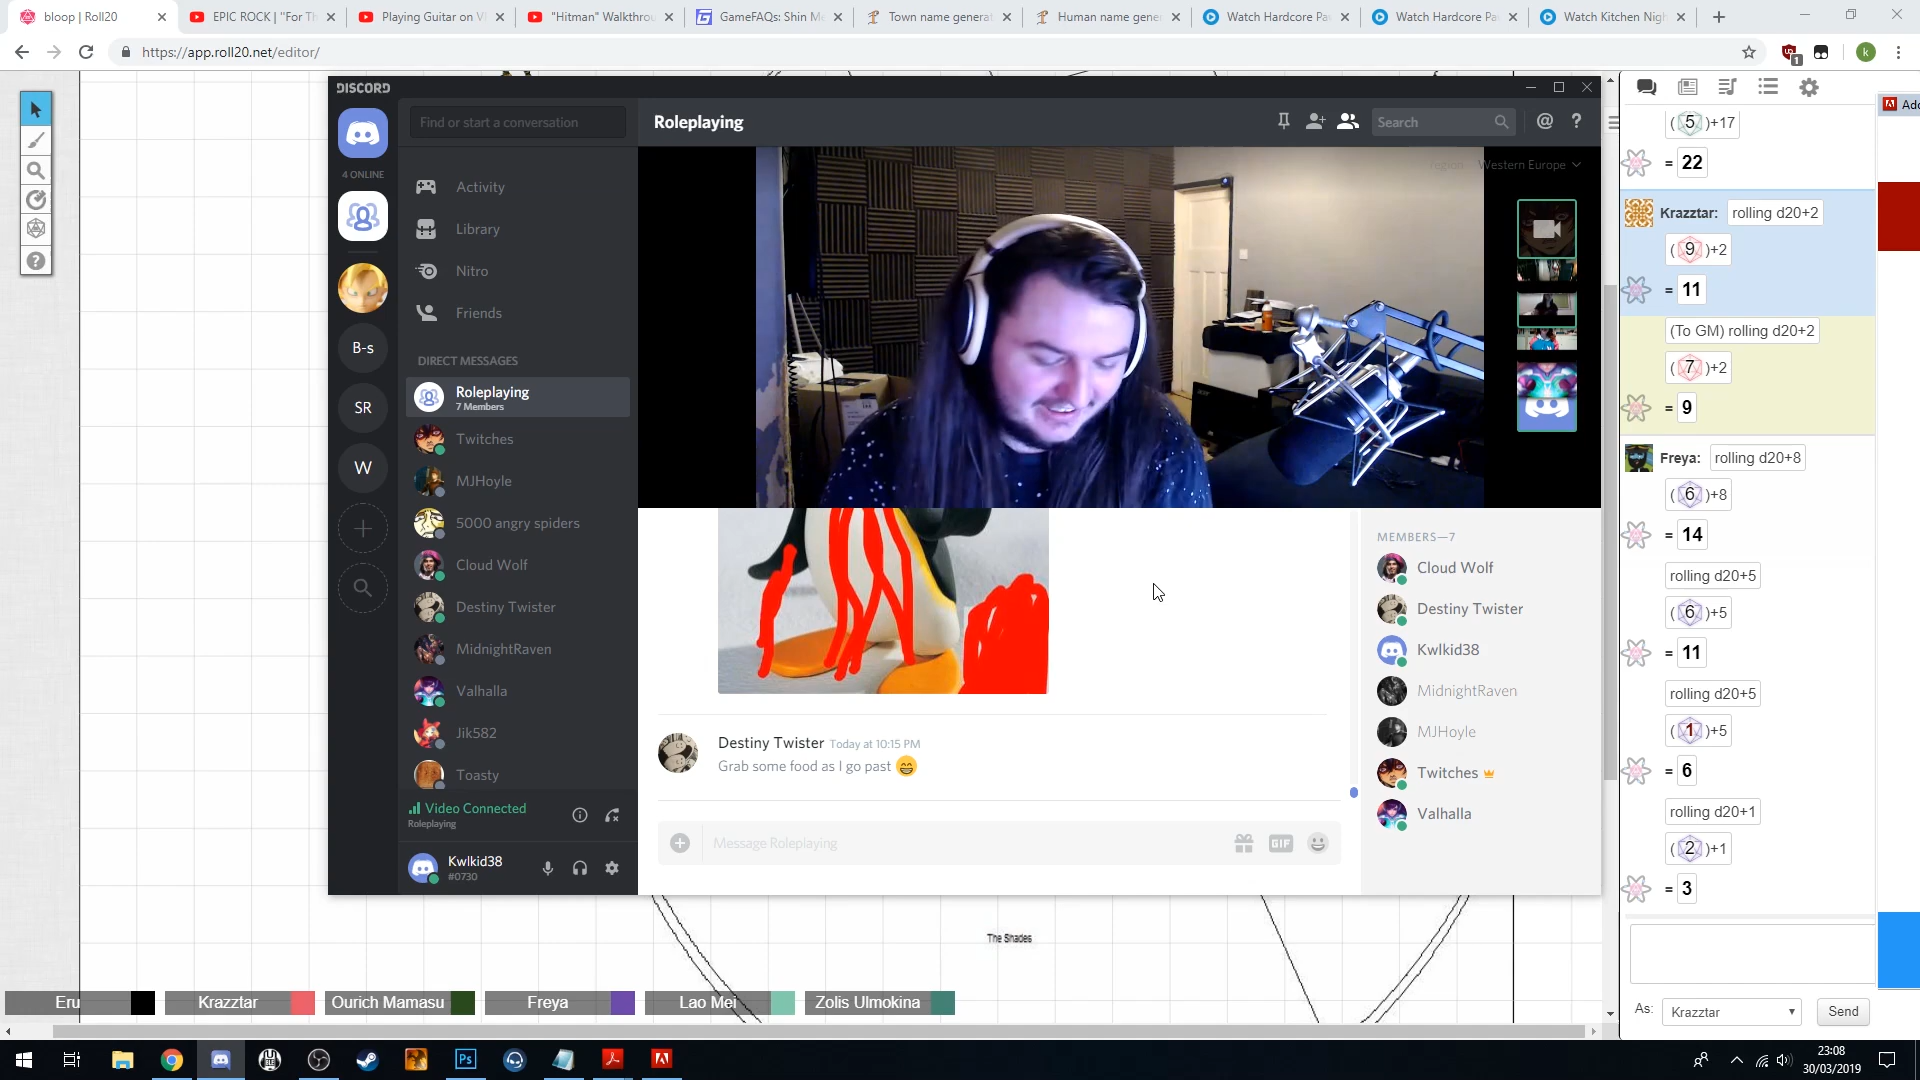 bloop | Roll20
EPIC ROCK | "For Th
Playing Guitar on V
"Hitman" Walkthrou
GameFAQs: Shin M
Town name generat
Human name gene
Watch Hardcore Pa
Watch Hardcore Pa
Watch Kitchen Nigh
https://app.roll20.net/editor/
1
k
DISCORD
4 ONLINE
B-s
SR
W
Find or start a conversation
Activity
Library
Nitro
Friends
DIRECT MESSAGES
Roleplaying
7 Members
Twitches
MJHoyle
5000 angry spiders
Cloud Wolf
Destiny Twister
MidnightRaven
Valhalla
Jik582
Toasty
Video Connected
Roleplaying
Kwlkid38
#0730
Roleplaying
Search
region Western Europe
Destiny Twister Today at 10:15 PM
Grab some food as I go past
Message Roleplaying
GIF
MEMBERS—7
Cloud Wolf
Destiny Twister
Kwlkid38
MidnightRaven
MJHoyle
Twitches
Valhalla
The Shades
Eru
Krazztar
Ourich Mamasu
Freya
Lao Mei
Zolis Ulmokina
Ado
(5)+17
= 22
Krazztar: rolling d20+2
(9)+2
= 11
(To GM) rolling d20+2
(7)+2
= 9
Freya: rolling d20+8
(6)+8
= 14
rolling d20+5
(6)+5
= 11
rolling d20+5
(1)+5
= 6
rolling d20+1
(2)+1
= 3
As: Krazztar
Send
Ps
23:08
30/03/2019